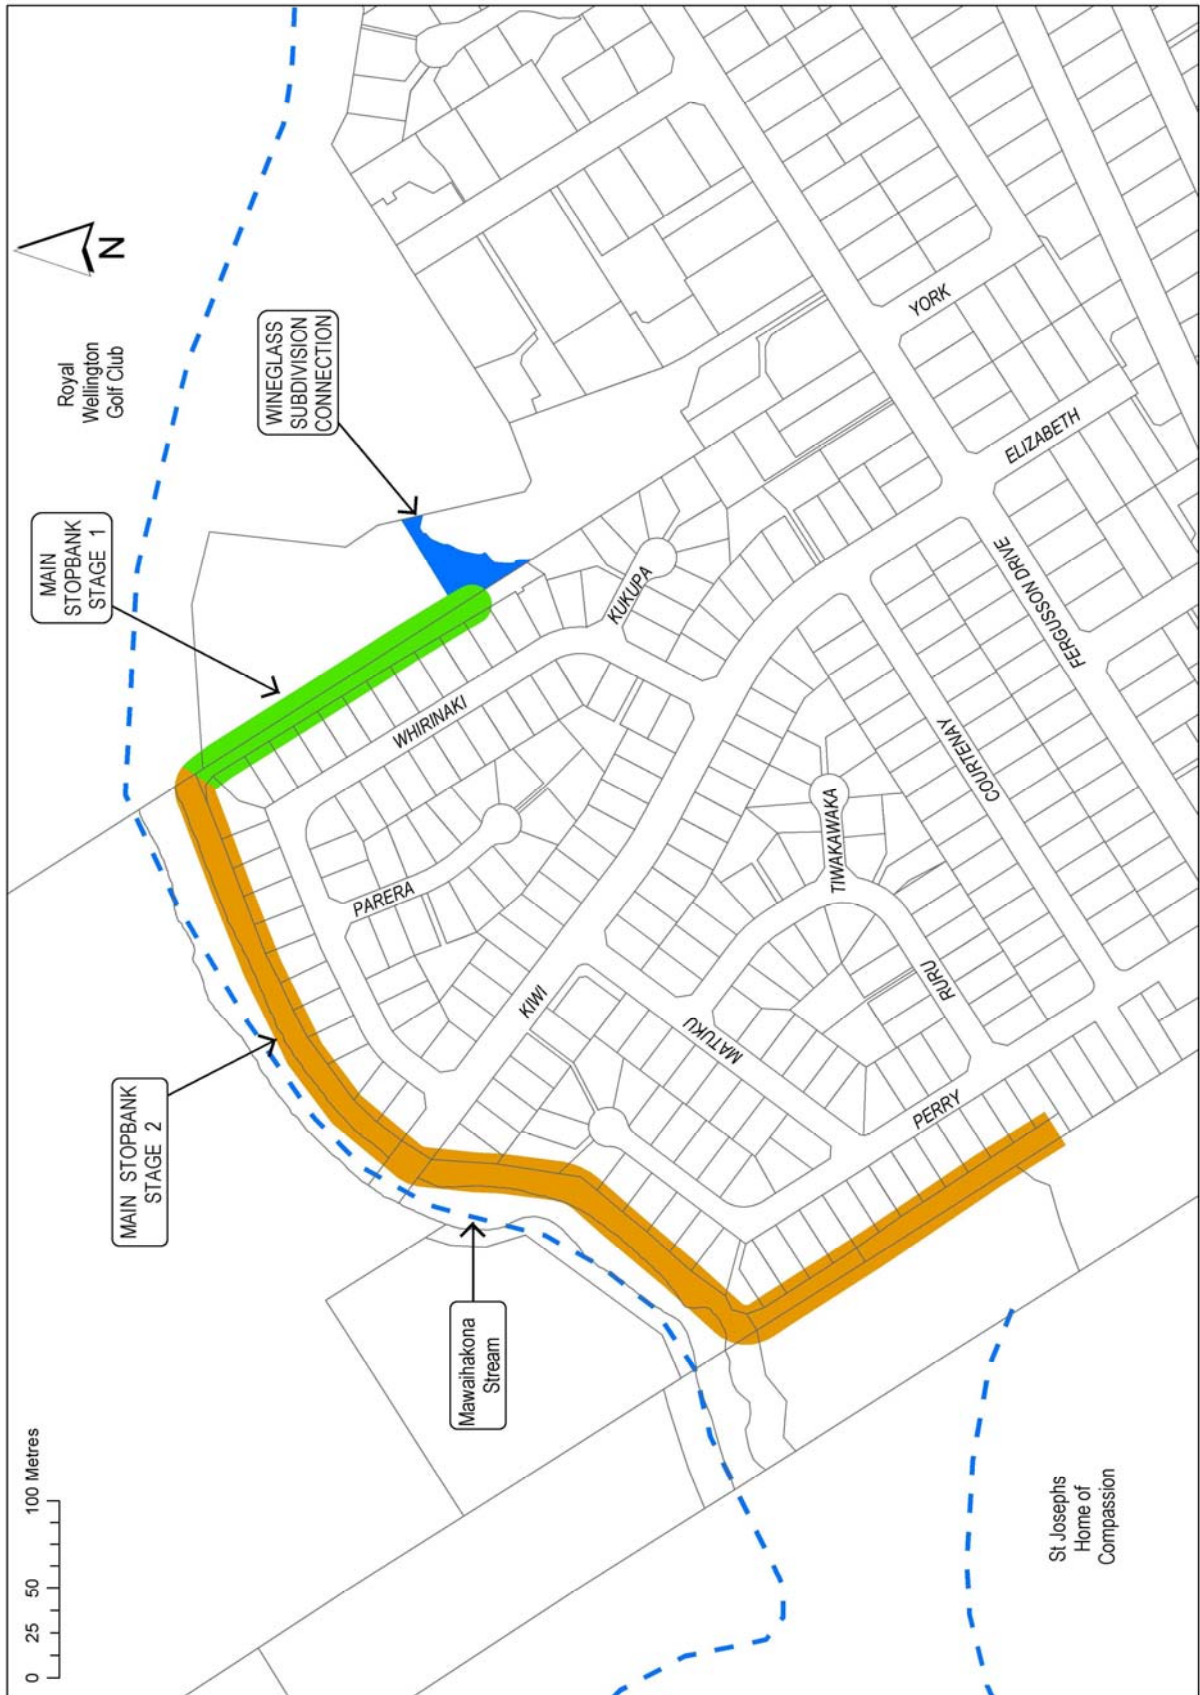 N
Royal
Wellington
Golf Club
WINEGLASS
SUBDIVISION
CONNECTION
MAIN
STOPBANK
STAGE 1
MAIN STOPBANK
STAGE 2
Mawaihakona
Stream
0 25 50 100 Metres
St Josephs
Home of
Compassion
YORK
ELIZABETH
FERGUSSON DRIVE
COURTENAY
KUKUPA
WHIRINAKI
PARERA
TIWAKAWAKA
RURU
KIWI
MATUKU
PERRY